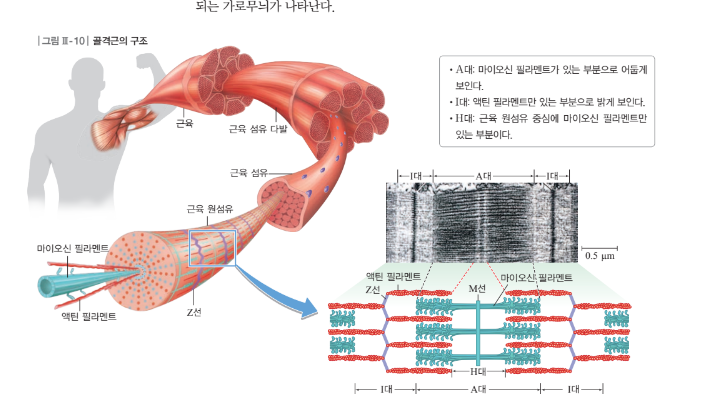 되는 가로무늬가 나타난다.
|그림 Ⅱ-10| 골격근의 구조
• A대: 마이오신 필라멘트가 있는 부분으로 어둡게
보인다.
• I대: 액틴 필라멘트만 있는 부분으로 밝게 보인다.
• H대: 근육 원섬유 중심에 마이오신 필라멘트만
있는 부분이다.
근육
근육 섬유 다발
근육 섬유
근육 원섬유
마이오신 필라멘트
액틴 필라멘트
Z선
I대 A대 I대
0.5 μm
액틴 필라멘트 M선 마이오신 필라멘트
Z선
H대
I대 A대 I대